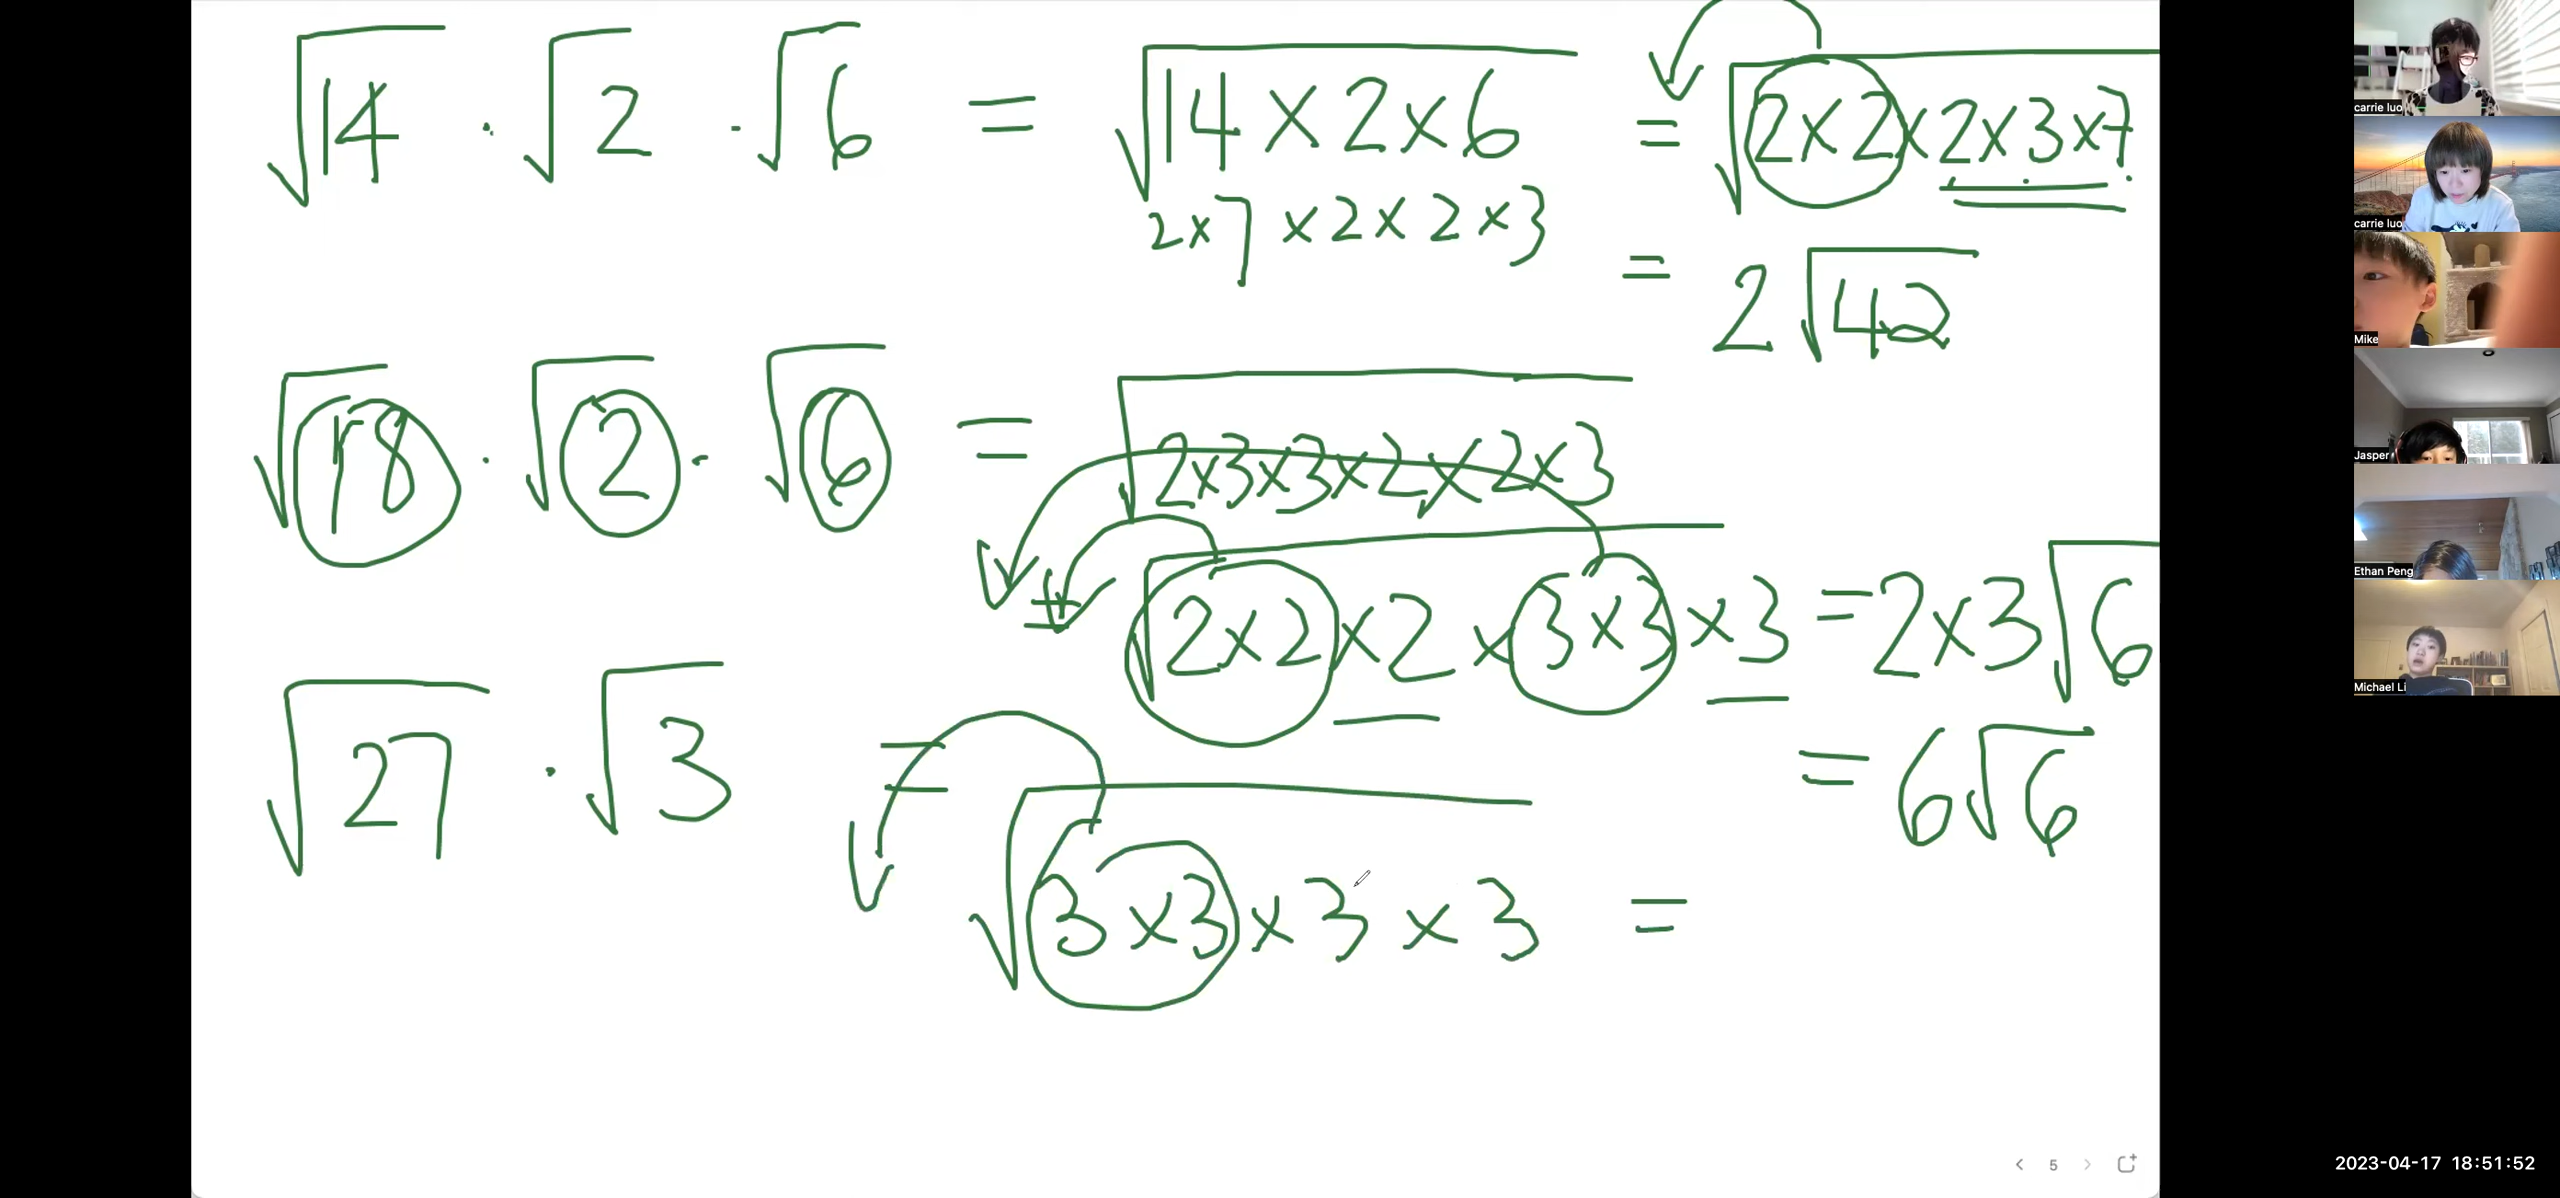 √14 · √2 · √6 = √14 × 2 × 6 = √2 × 2 × 2 × 3 × 7
2 × 7 × 2 × 2 × 3
= 2√42
√18 · √2 · √6 = √2 × 3 × 3 × 2 × 2 × 3
√2 × 2 × 2 × 3 × 3 × 3 = 2 × 3√6
√27 · √3 =
= 6√6
√3 × 3 × 3 × 3 =
5
carrie luo
carrie luo
Mike
Jasper
Ethan Peng
Michael Li
2023-04-17 18:51:52